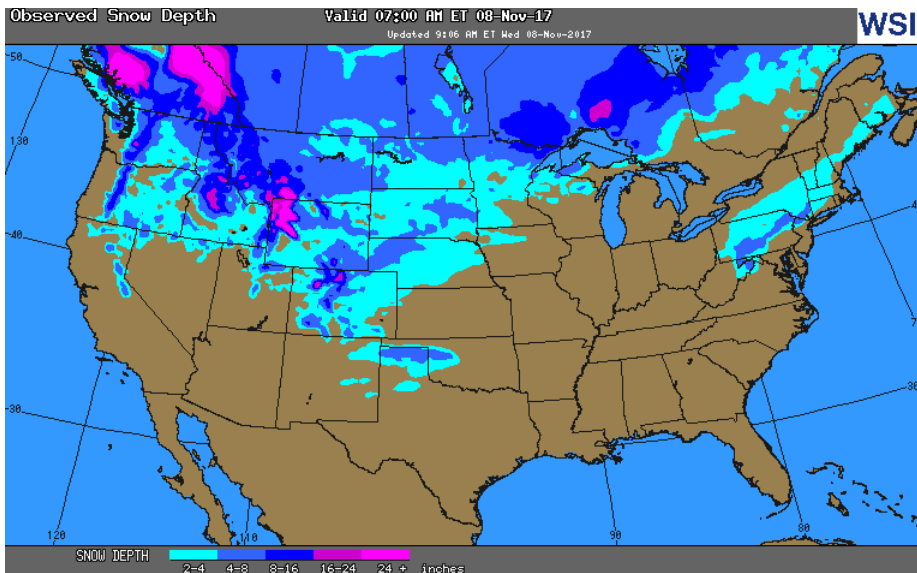 Observed Snow Depth Valid 07:00 AM ET 08-Nov-17
WSI
Updated 9:06 AM ET Wed 08-Nov-2017
50
130
40
30
120
110
90
80
30
SNOW DEPTH
2-4 4-8 8-16 16-24 24 + inches